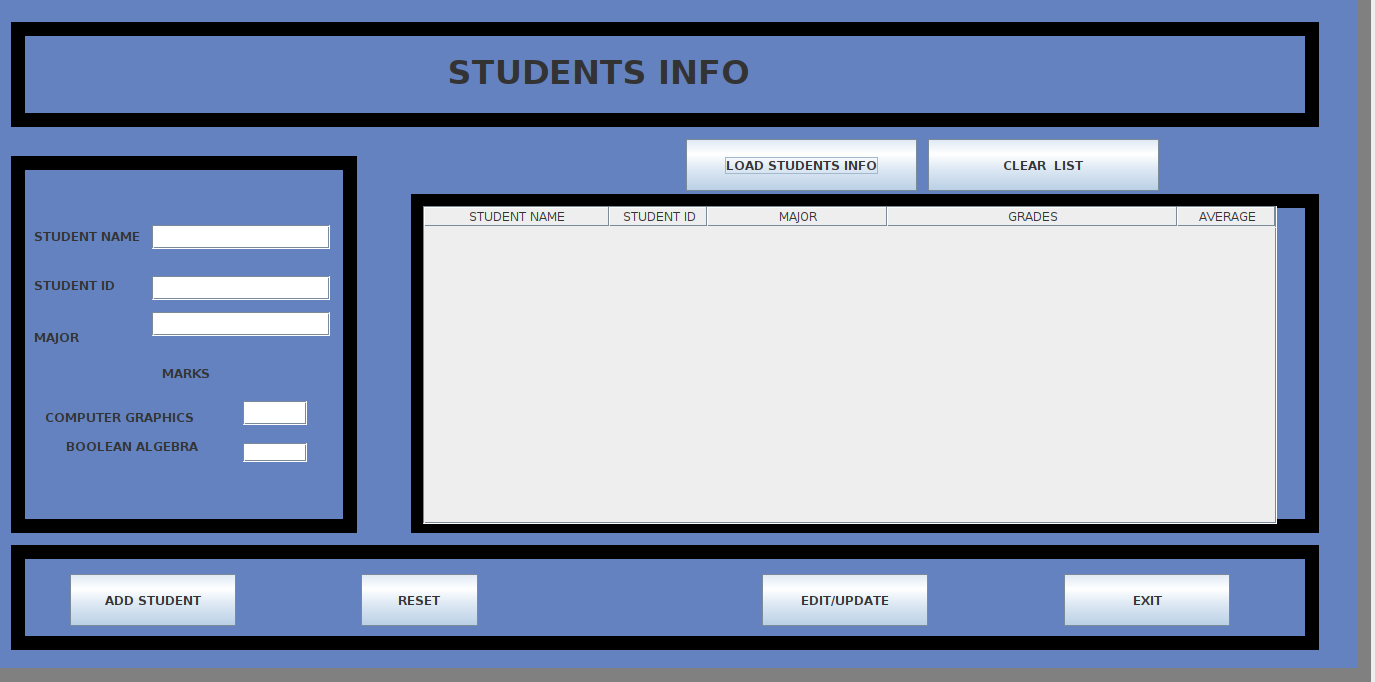 STUDENTS INFO
LOAD STUDENTS INFO
CLEAR  LIST
STUDENT NAME
STUDENT ID
MAJOR
MARKS
COMPUTER GRAPHICS
BOOLEAN ALGEBRA
STUDENT NAME STUDENT ID MAJOR GRADES AVERAGE
ADD STUDENT
RESET
EDIT/UPDATE
EXIT